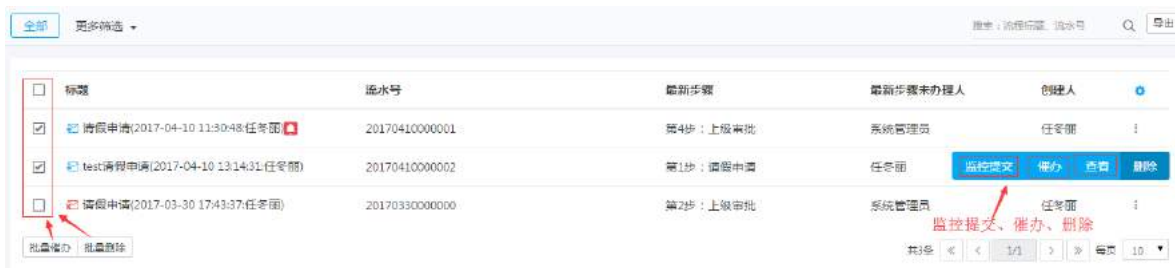 全部 更多筛选 搜索：流程标题、流水号 导出
标题 流水号 最新步骤 最新步骤未办理人 创建人
请假申请(2017-04-10 11:30:48:任冬丽) 20170410000001 第4步：上级审批 系统管理员 任冬丽
test请假申请(2017-04-10 13:14:31:任冬丽) 20170410000002 第1步：请假申请 任冬丽 监控提交 催办 查看 删除
请假申请(2017-03-30 17:43:37:任冬丽) 20170330000000 第2步：上级审批 系统管理员 任冬丽
监控提交、催办、删除
批量催办 批量删除 共3条 « < 1/1 > » 每页 10